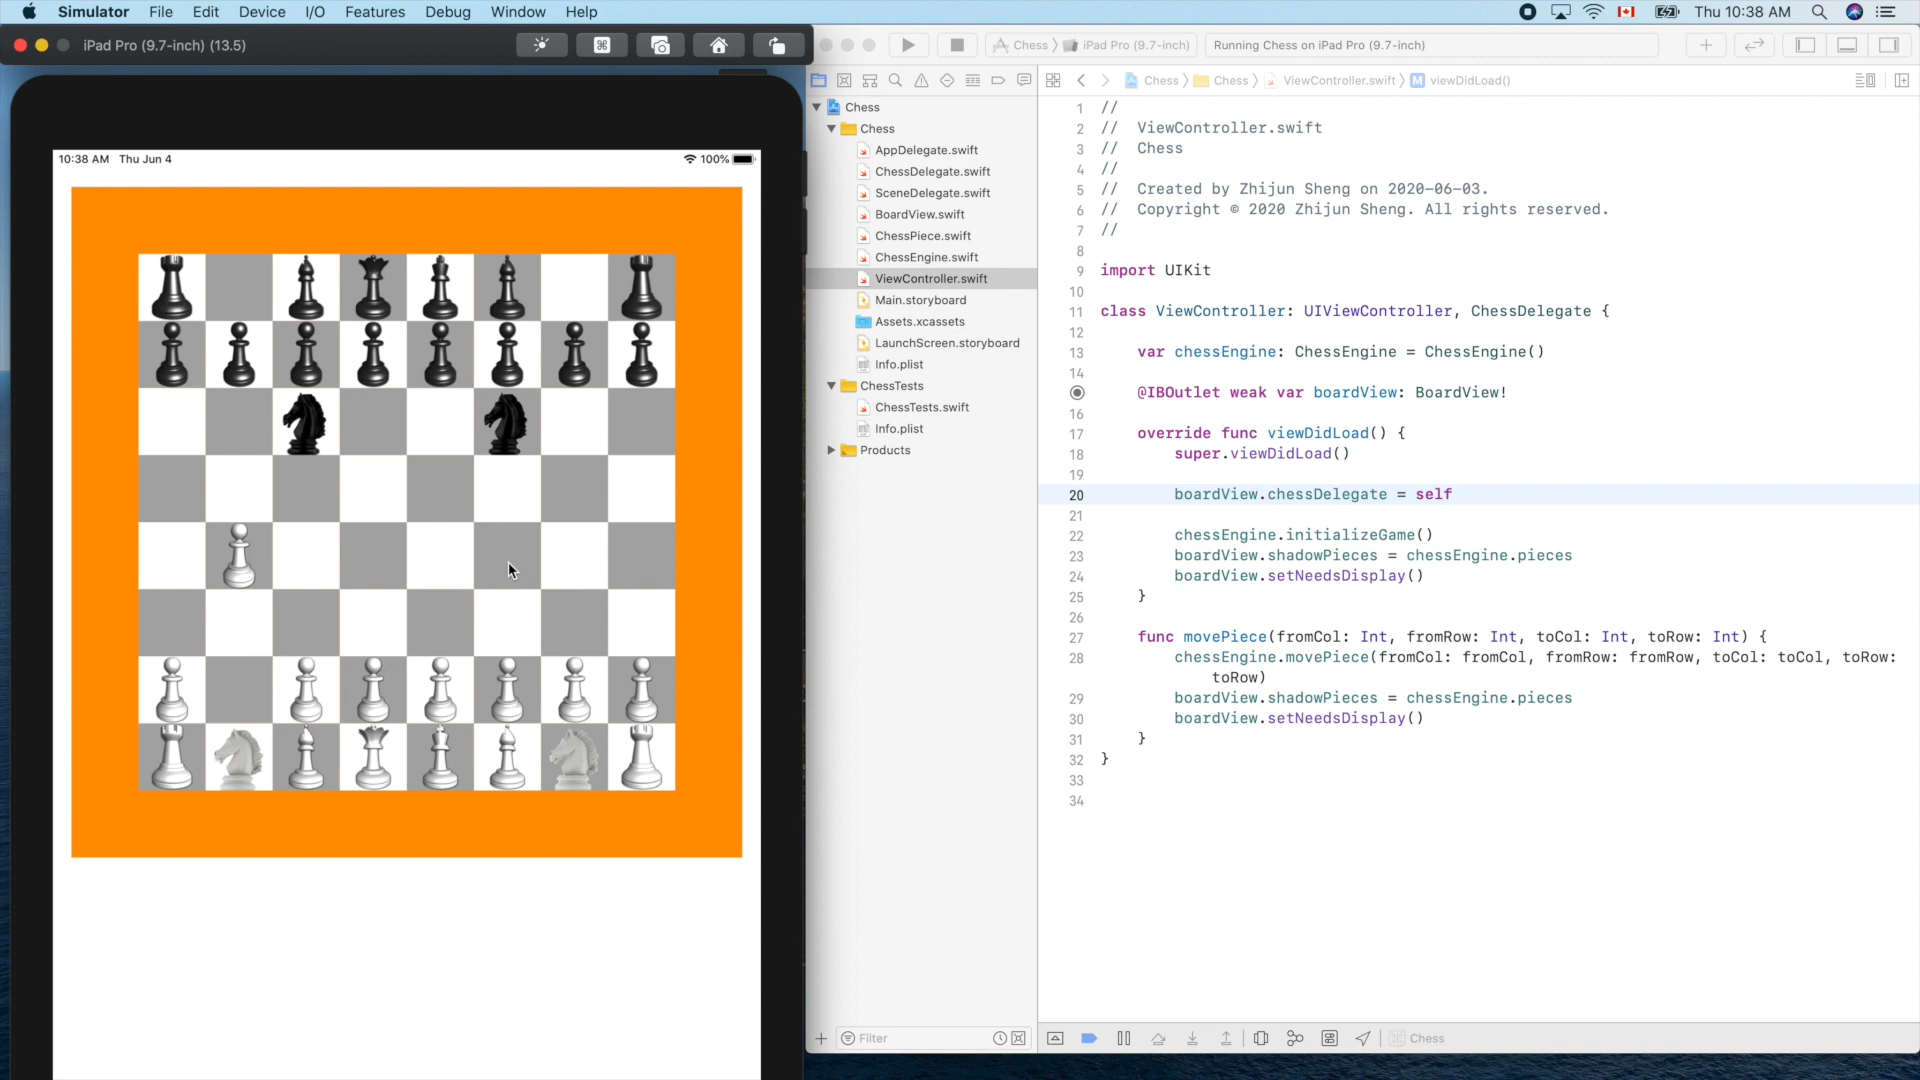 Simulator File Edit Device I/O Features Debug Window Help Thu 10:38 AM
iPad Pro (9.7-inch) (13.5)
10:38 AM Thu Jun 4 100%
Chess iPad Pro (9.7-inch) Running Chess on iPad Pro (9.7-inch)
Chess Chess ViewController.swift M viewDidLoad()
Chess
Chess
AppDelegate.swift
ChessDelegate.swift
SceneDelegate.swift
BoardView.swift
ChessPiece.swift
ChessEngine.swift
ViewController.swift
Main.storyboard
Assets.xcassets
LaunchScreen.storyboard
Info.plist
ChessTests
ChessTests.swift
Info.plist
Products
Filter
1 //
2 //  ViewController.swift
3 //  Chess
4 //
5 //  Created by Zhijun Sheng on 2020-06-03.
6 //  Copyright © 2020 Zhijun Sheng. All rights reserved.
7 //
8
9 import UIKit
10
11 class ViewController: UIViewController, ChessDelegate {
12
13     var chessEngine: ChessEngine = ChessEngine()
14
@IBOutlet weak var boardView: BoardView!
16
17     override func viewDidLoad() {
18         super.viewDidLoad()
19
20         boardView.chessDelegate = self
21
22         chessEngine.initializeGame()
23         boardView.shadowPieces = chessEngine.pieces
24         boardView.setNeedsDisplay()
25     }
26
27     func movePiece(fromCol: Int, fromRow: Int, toCol: Int, toRow: Int) {
28         chessEngine.movePiece(fromCol: fromCol, fromRow: fromRow, toCol: toCol, toRow:
toRow)
29         boardView.shadowPieces = chessEngine.pieces
30         boardView.setNeedsDisplay()
31     }
32 }
33
34
Chess